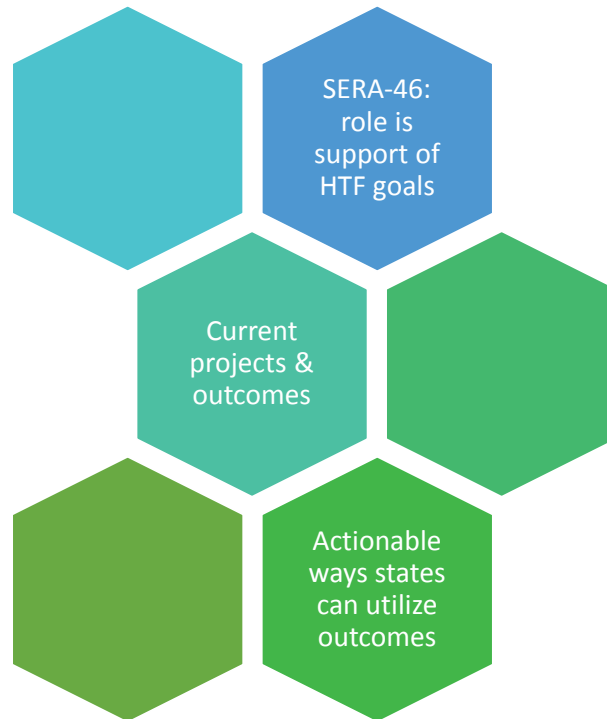 SERA-46:
role is
support of
HTF goals
Current
projects &
outcomes
Actionable
ways states
can utilize
outcomes